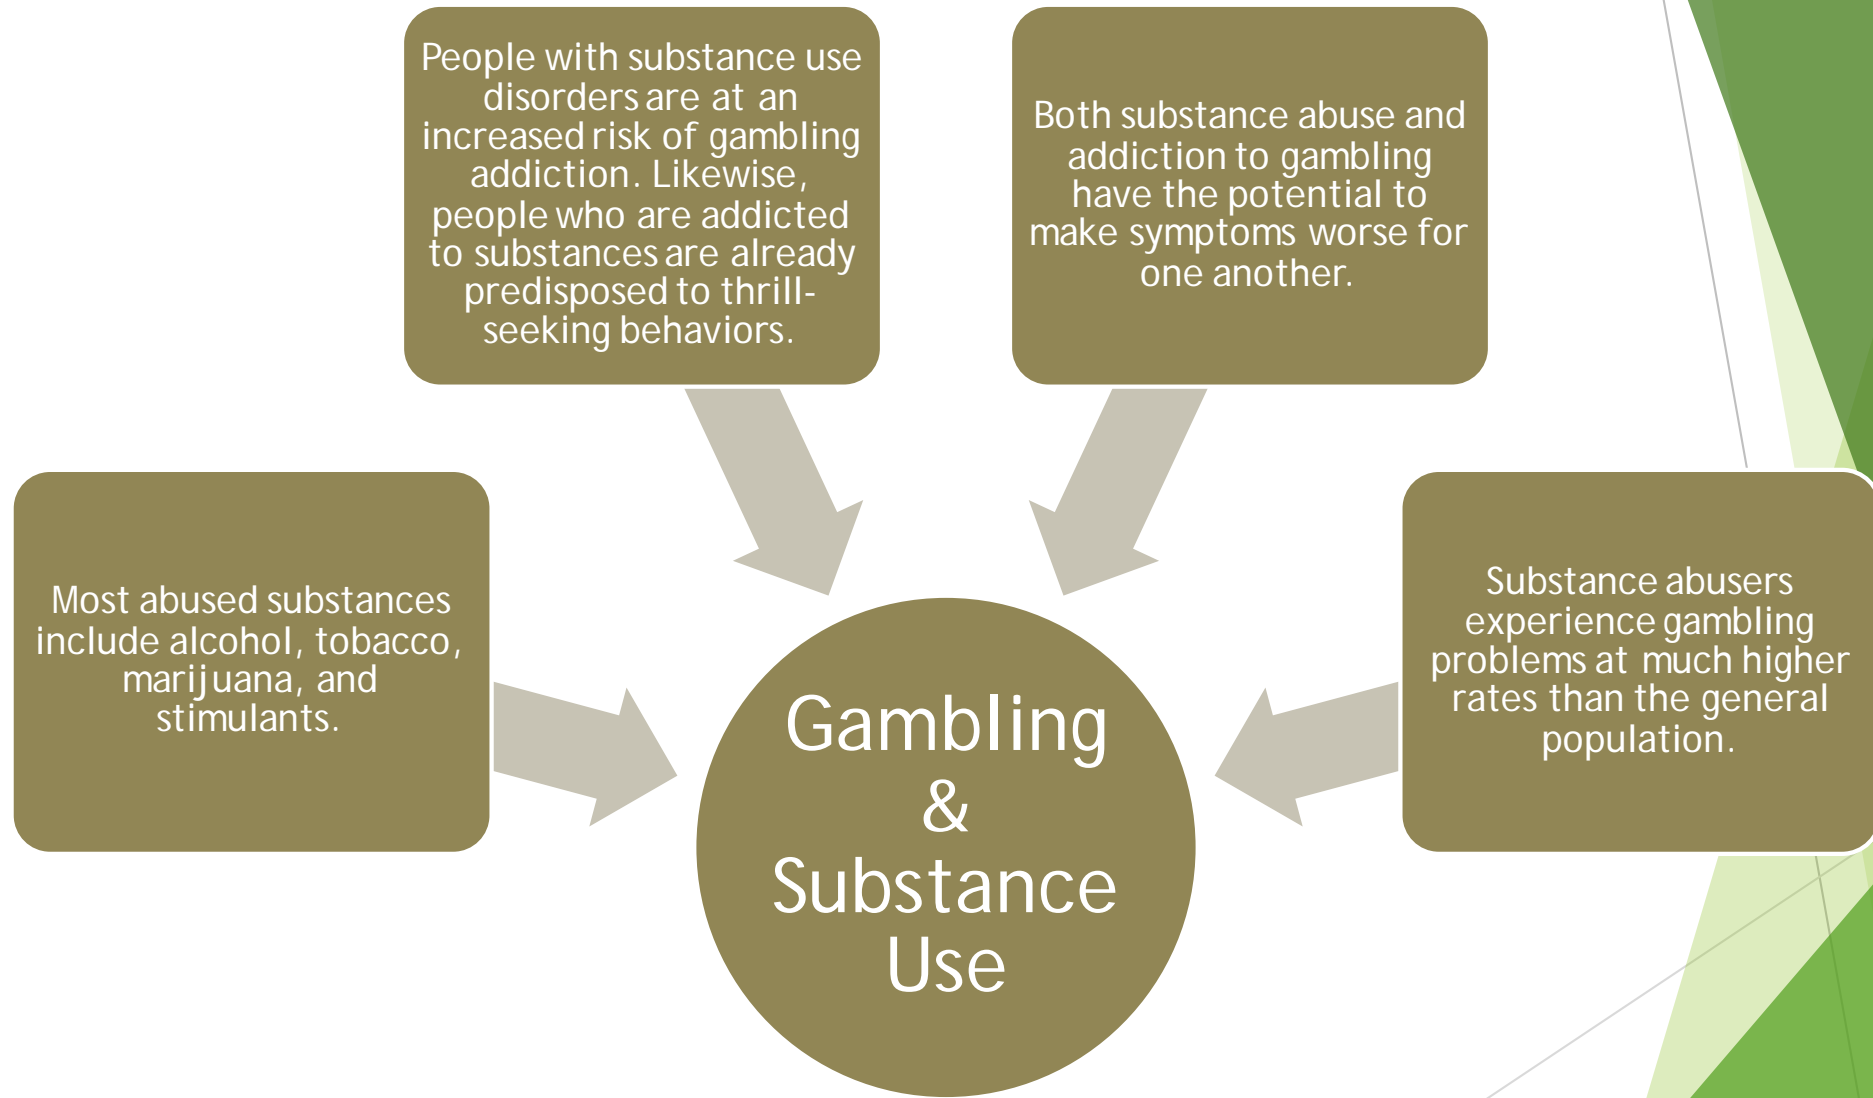 People with substance use
disorders are at an
increased risk of gambling
addiction. Likewise,
people who are addicted
to substances are already
predisposed to thrill-
seeking behaviors.
Both substance abuse and
addiction to gambling
have the potential to
make symptoms worse for
one another.
Most abused substances
include alcohol, tobacco,
marijuana, and
stimulants.
Substance abusers
experience gambling
problems at much higher
rates than the general
population.
Gambling
&
Substance
Use